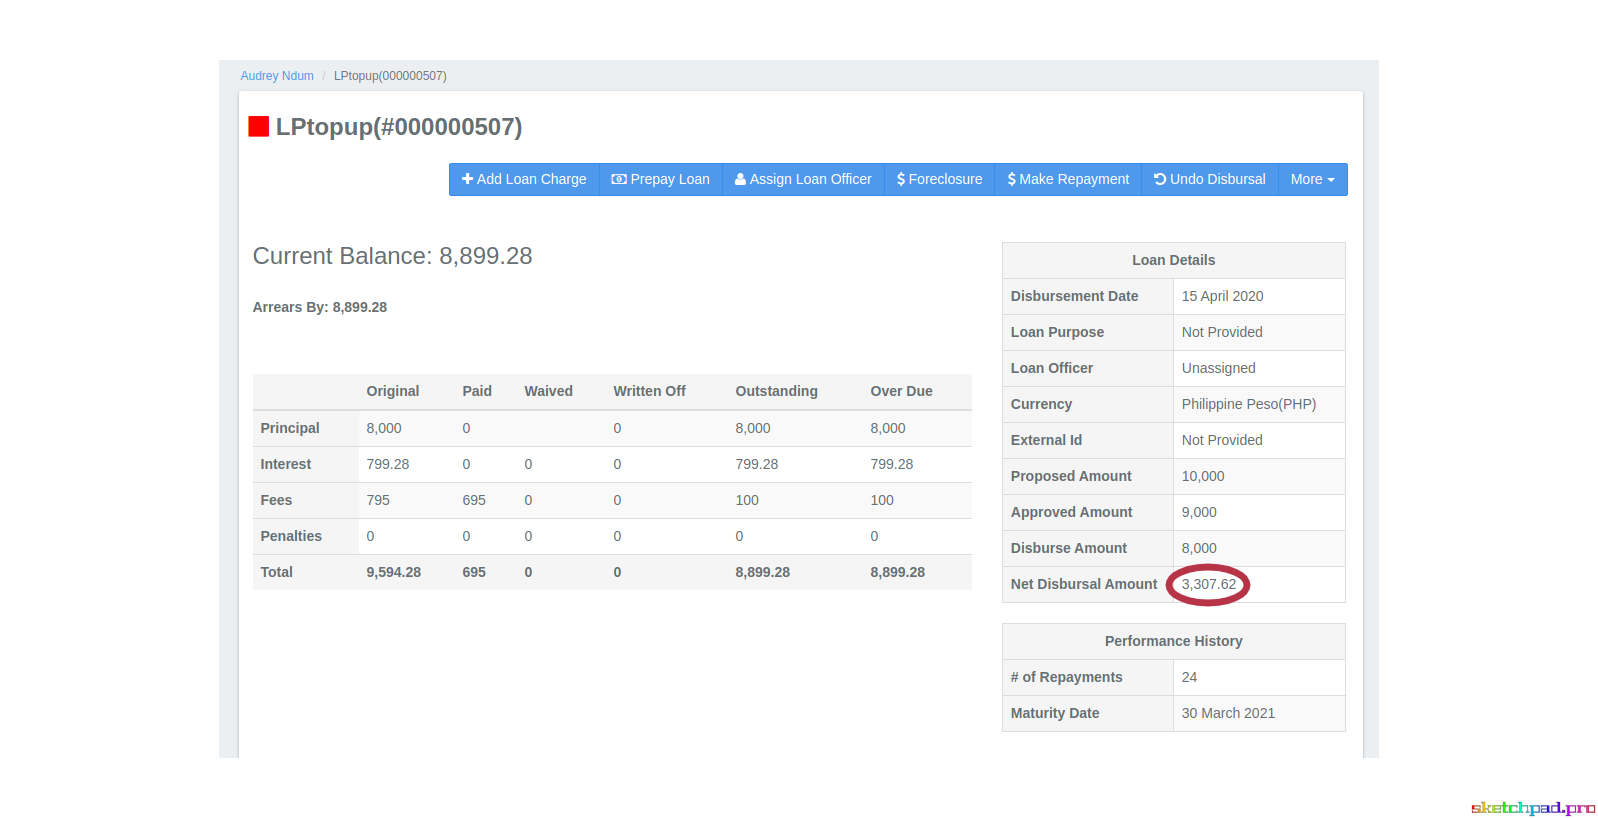 Audrey Ndum / LPtopup(000000507)
LPtopup(#000000507)
Add Loan Charge Prepay Loan Assign Loan Officer $ Foreclosure $ Make Repayment Undo Disbursal More
Current Balance: 8,899.28
Arrears By: 8,899.28
Original Paid Waived Written Off Outstanding Over Due
Principal 8,000 0 0 8,000 8,000
Interest 799.28 0 0 0 799.28 799.28
Fees 795 695 0 0 100 100
Penalties 0 0 0 0 0 0
Total 9,594.28 695 0 0 8,899.28 8,899.28
Loan Details
Disbursement Date 15 April 2020
Loan Purpose Not Provided
Loan Officer Unassigned
Currency Philippine Peso(PHP)
External Id Not Provided
Proposed Amount 10,000
Approved Amount 9,000
Disburse Amount 8,000
Net Disbursal Amount 3,307.62
Performance History
# of Repayments 24
Maturity Date 30 March 2021
sketchpad.pro